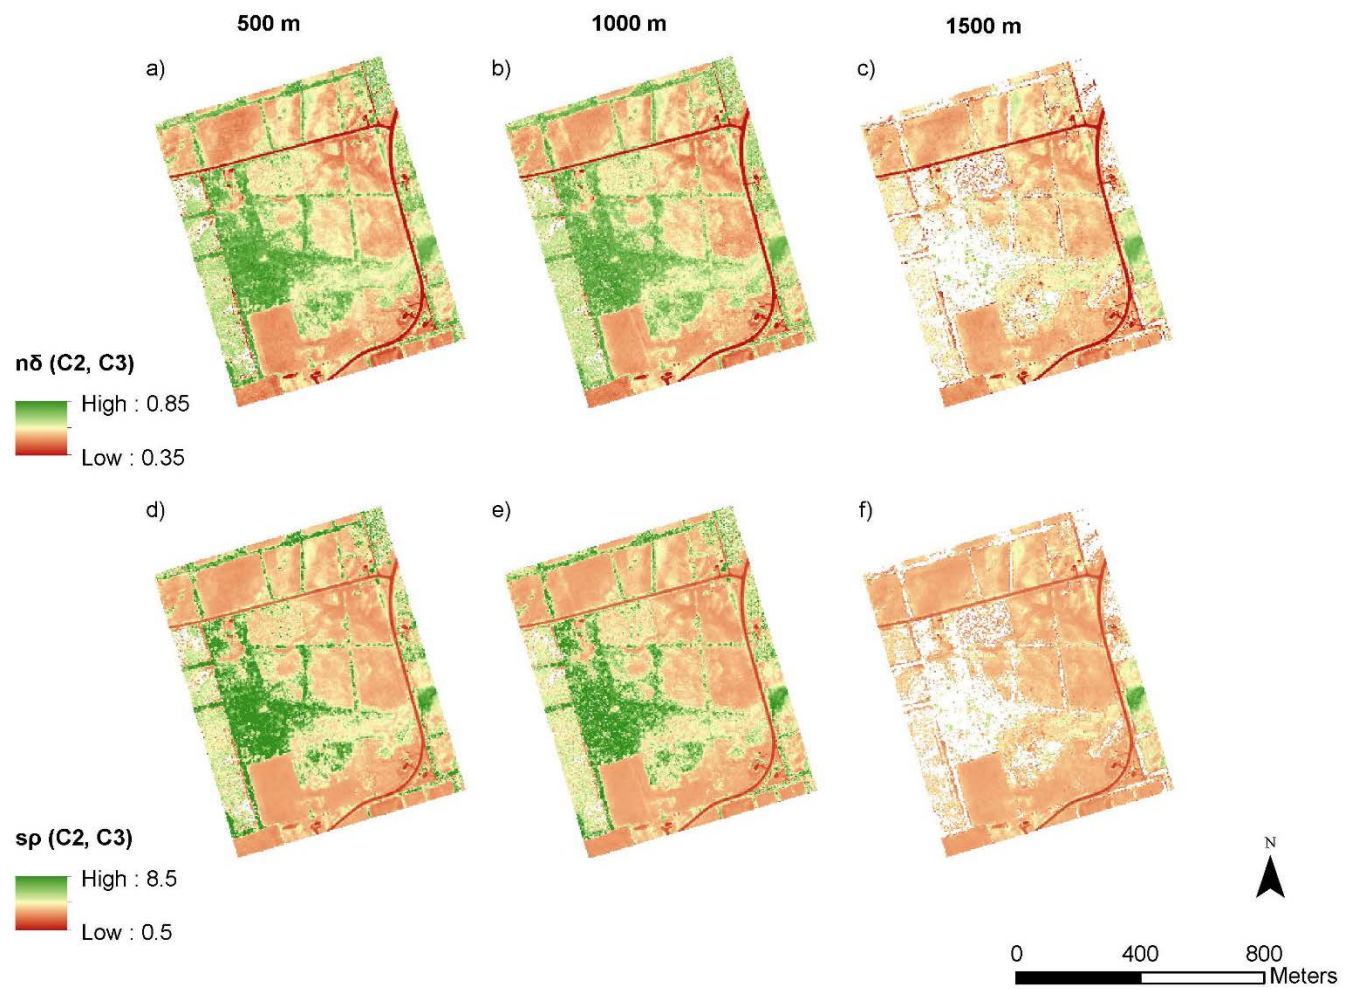 500 m
1000 m
1500 m
a)
b)
c)
nδ (C2, C3)
High : 0.85
Low : 0.35
d)
e)
f)
sρ (C2, C3)
High : 8.5
Low : 0.5
N
0 400 800
Meters